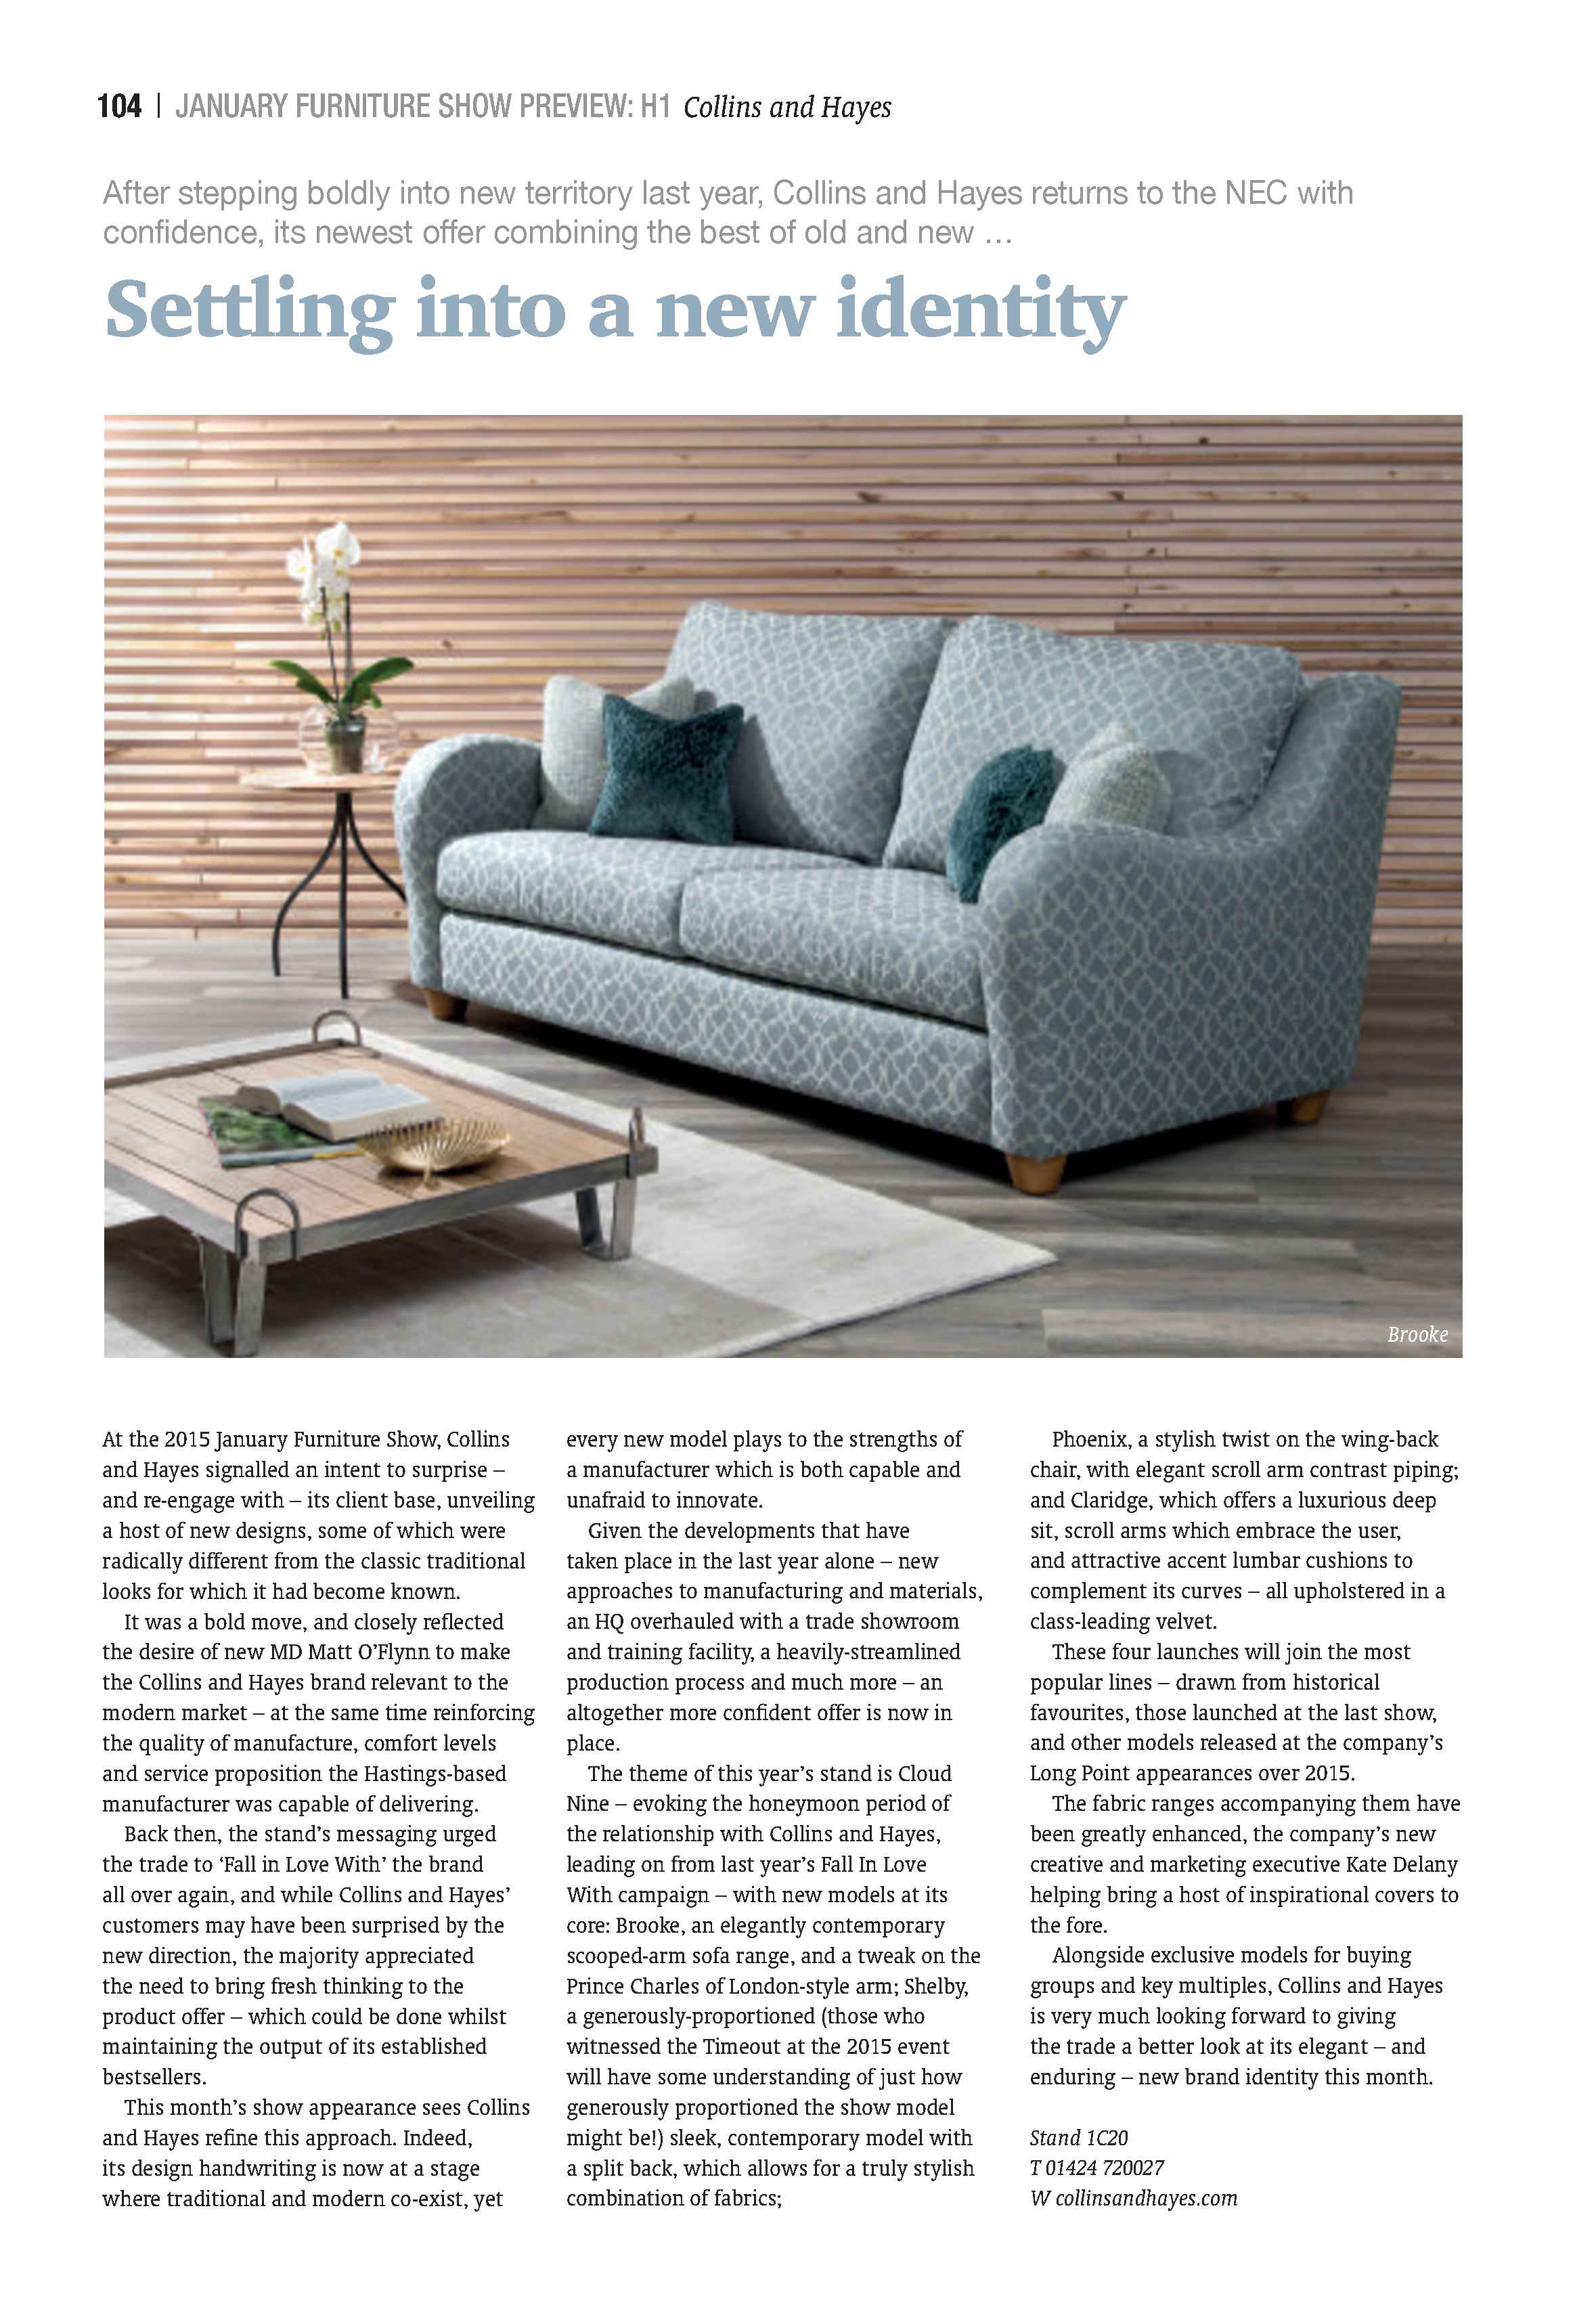 104 | JANUARY FURNITURE SHOW PREVIEW: H1 Collins and Hayes
After stepping boldly into new territory last year, Collins and Hayes returns to the NEC with
confidence, its newest offer combining the best of old and new …
Settling into a new identity
Brooke
At the 2015 January Furniture Show, Collins
and Hayes signalled an intent to surprise –
and re-engage with – its client base, unveiling
a host of new designs, some of which were
radically different from the classic traditional
looks for which it had become known.
It was a bold move, and closely reflected
the desire of new MD Matt O’Flynn to make
the Collins and Hayes brand relevant to the
modern market – at the same time reinforcing
the quality of manufacture, comfort levels
and service proposition the Hastings-based
manufacturer was capable of delivering.
Back then, the stand’s messaging urged
the trade to ‘Fall in Love With’ the brand
all over again, and while Collins and Hayes’
customers may have been surprised by the
new direction, the majority appreciated
the need to bring fresh thinking to the
product offer – which could be done whilst
maintaining the output of its established
bestsellers.
This month’s show appearance sees Collins
and Hayes refine this approach. Indeed,
its design handwriting is now at a stage
where traditional and modern co-exist, yet
every new model plays to the strengths of
a manufacturer which is both capable and
unafraid to innovate.
Given the developments that have
taken place in the last year alone – new
approaches to manufacturing and materials,
an HQ overhauled with a trade showroom
and training facility, a heavily-streamlined
production process and much more – an
altogether more confident offer is now in
place.
The theme of this year’s stand is Cloud
Nine – evoking the honeymoon period of
the relationship with Collins and Hayes,
leading on from last year’s Fall In Love
With campaign – with new models at its
core: Brooke, an elegantly contemporary
scooped-arm sofa range, and a tweak on the
Prince Charles of London-style arm; Shelby,
a generously-proportioned (those who
witnessed the Timeout at the 2015 event
will have some understanding of just how
generously proportioned the show model
might be!) sleek, contemporary model with
a split back, which allows for a truly stylish
combination of fabrics;
Phoenix, a stylish twist on the wing-back
chair, with elegant scroll arm contrast piping;
and Claridge, which offers a luxurious deep
sit, scroll arms which embrace the user,
and attractive accent lumbar cushions to
complement its curves – all upholstered in a
class-leading velvet.
These four launches will join the most
popular lines – drawn from historical
favourites, those launched at the last show,
and other models released at the company’s
Long Point appearances over 2015.
The fabric ranges accompanying them have
been greatly enhanced, the company’s new
creative and marketing executive Kate Delany
helping bring a host of inspirational covers to
the fore.
Alongside exclusive models for buying
groups and key multiples, Collins and Hayes
is very much looking forward to giving
the trade a better look at its elegant – and
enduring – new brand identity this month.
Stand 1C20
T 01424 720027
W collinsandhayes.com